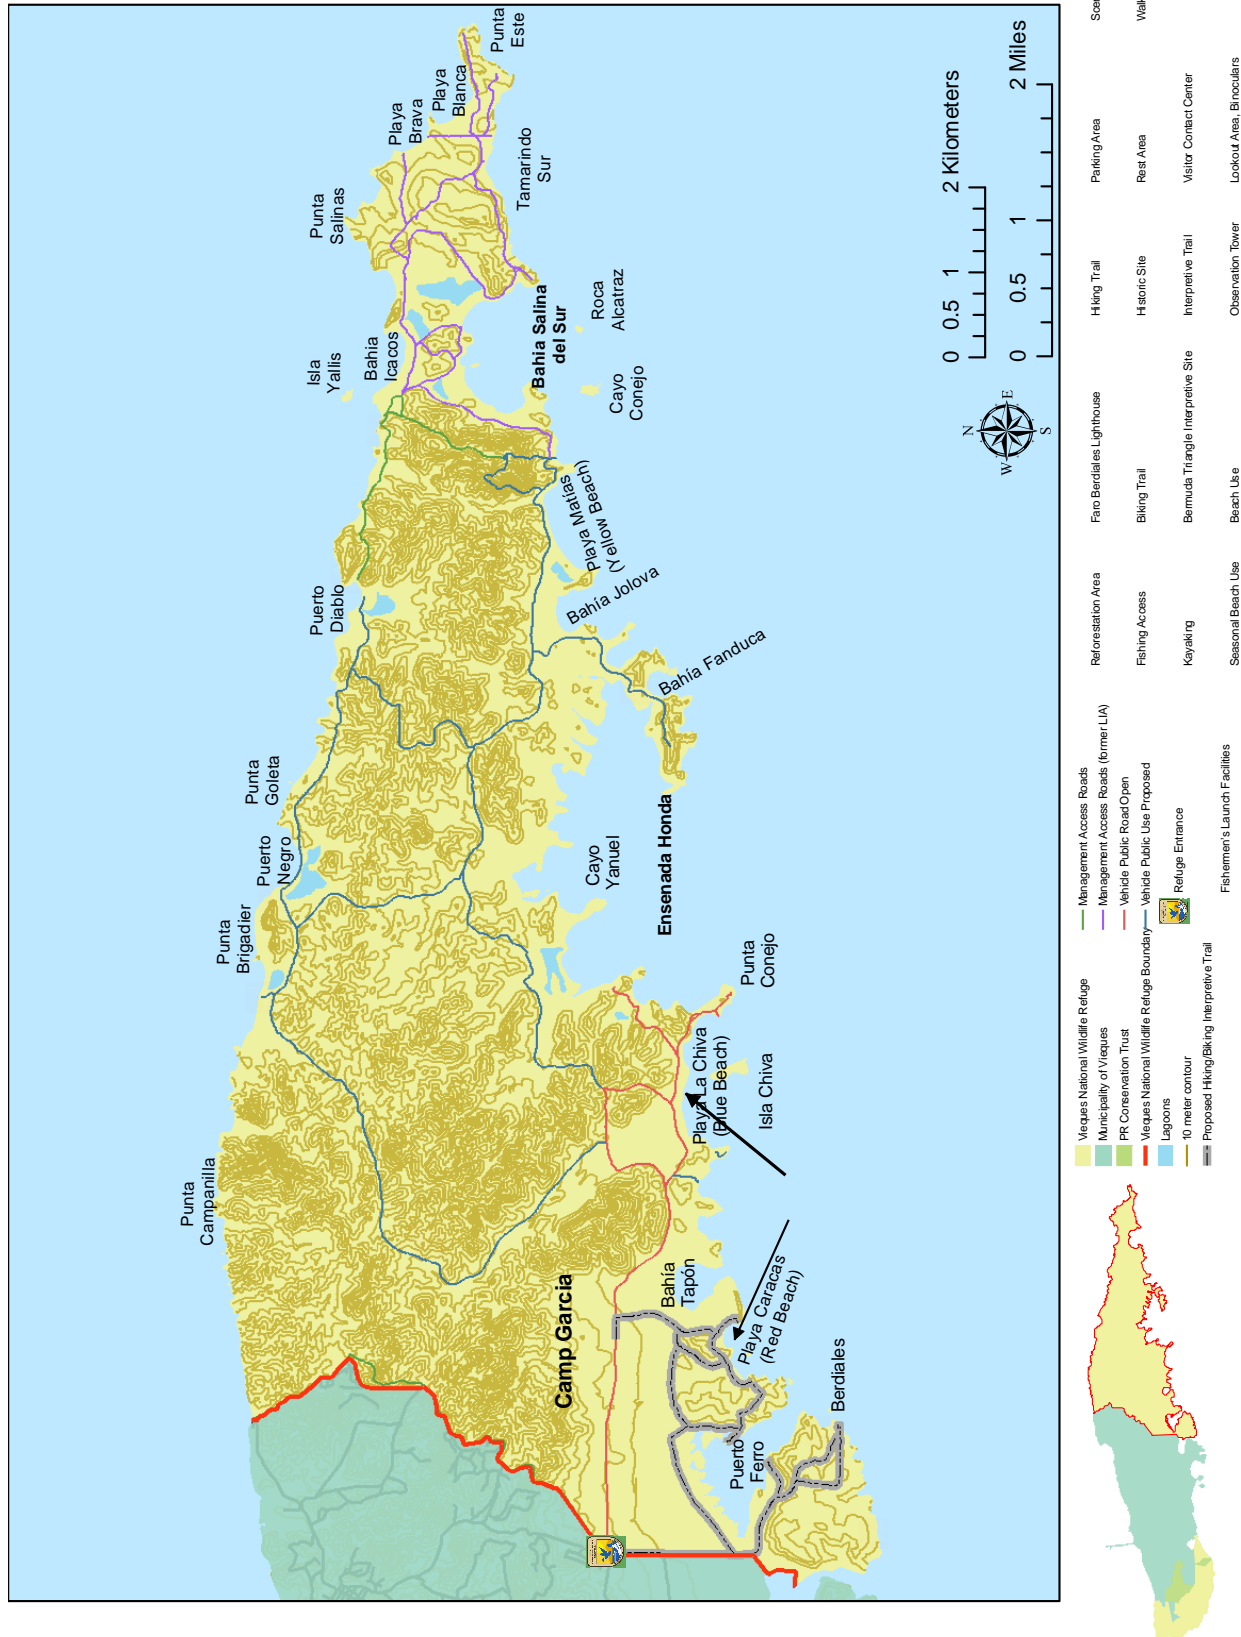 Punta
Este
Playa
Blanca
Playa
Brava
Tamarindo
Sur
Punta
Salinas
Roca
Alcatraz
Bahia Salina
del Sur
Bahia
Icacos
Isla
Yallis
Cayo
Conejo
Playa Matías
(Yellow Beach)
Bahía Jolova
Puerto
Diablo
Bahía Fanduca
Punta
Goleta
Puerto
Negro
Cayo
Yanuel
Ensenada Honda
Punta
Brigadier
Punta
Conejo
Playa La Chiva
(Blue Beach)
Isla Chiva
Punta
Campanilla
Camp Garcia
Bahía
Tapón
Playa Caracas
(Red Beach)
Puerto
Ferro
Berdiales
0 0.5 1 2 Kilometers
0 0.5 1 2 Miles
N
W E
S
Vieques National Wildlife Refuge
Municipality of Vieques
PR Conservation Trust
Vieques National Wildlife Refuge Boundary
Lagoons
10 meter contour
Proposed Hiking/Biking Interpretive Trail
Management Access Roads
Management Access Roads (former LIA)
Vehicle Public Road Open
Vehicle Public Use Proposed
Refuge Entrance
Fishermen's Launch Facilities
Reforestation Area
Fishing Access
Kayaking
Seasonal Beach Use
Faro Berdiales Lighthouse
Biking Trail
Bermuda Triangle Interpretive Site
Beach Use
Hiking Trail
Historic Site
Interpretive Trail
Observation Tower
Parking Area
Rest Area
Visitor Contact Center
Lookout Area, Binoculars